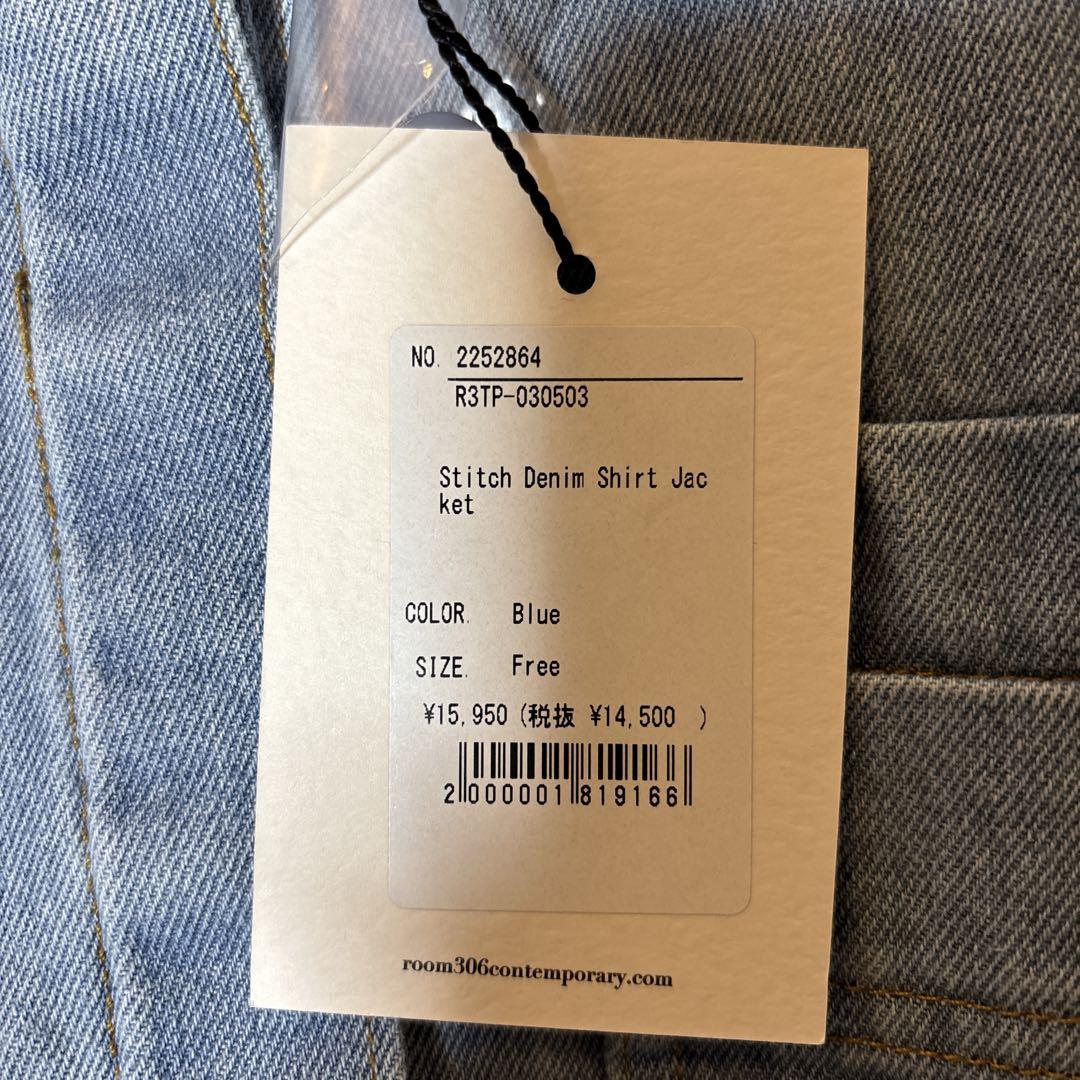 NO. 2252864
R3TP-030503
Stitch Denim Shirt Jac
ket
COLOR. Blue
SIZE. Free
¥15,950 (税抜 ¥14,500 )
2000001819166
room306contemporary.com